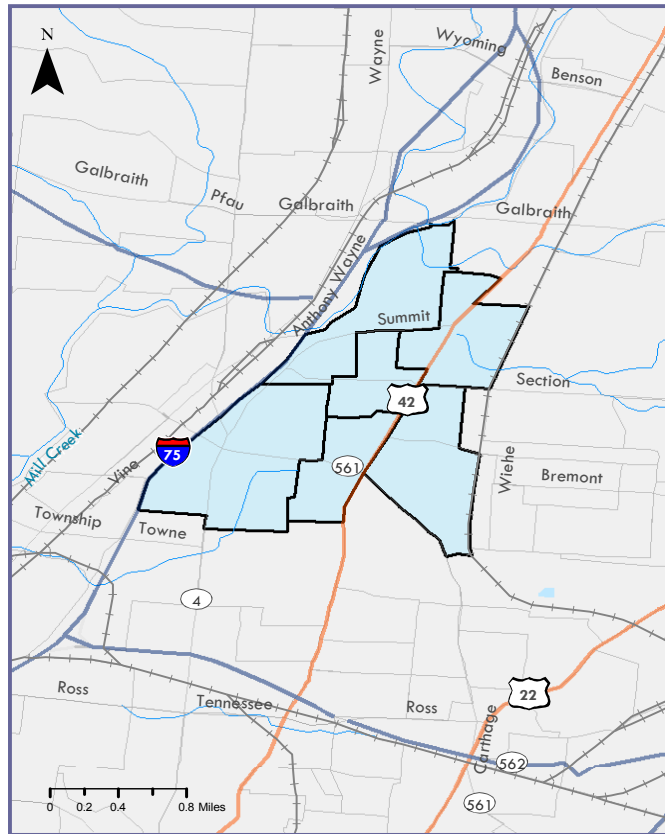 N
Wayne
Wyoming
Benson
Galbraith
Pfau
Galbraith
Galbraith
Anthony Wayne
Summit
Section
42
Mill Creek
Vine
75
561
Wiehe
Bremont
Township
Towne
4
Ross
Tennessee
Ross
22
Carthage
562
561
0 0.2 0.4 0.8 Miles